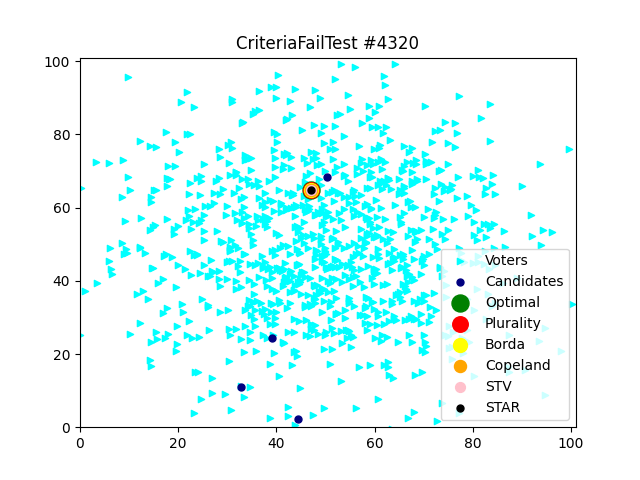 CriteriaFailTest #4320
100
80
60
40
20
0
0 20 40 60 80 100
Voters
Candidates
Optimal
Plurality
Borda
Copeland
STV
STAR